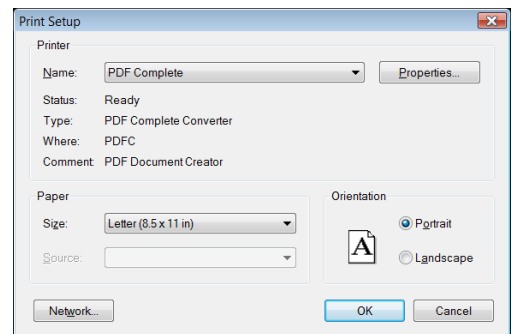 Print Setup
Printer
Name: PDF Complete Properties...
Status: Ready
Type: PDF Complete Converter
Where: PDFC
Comment: PDF Document Creator
Paper Orientation
Size: Letter (8.5 x 11 in) Portrait
A
Source: Landscape
Network... OK Cancel